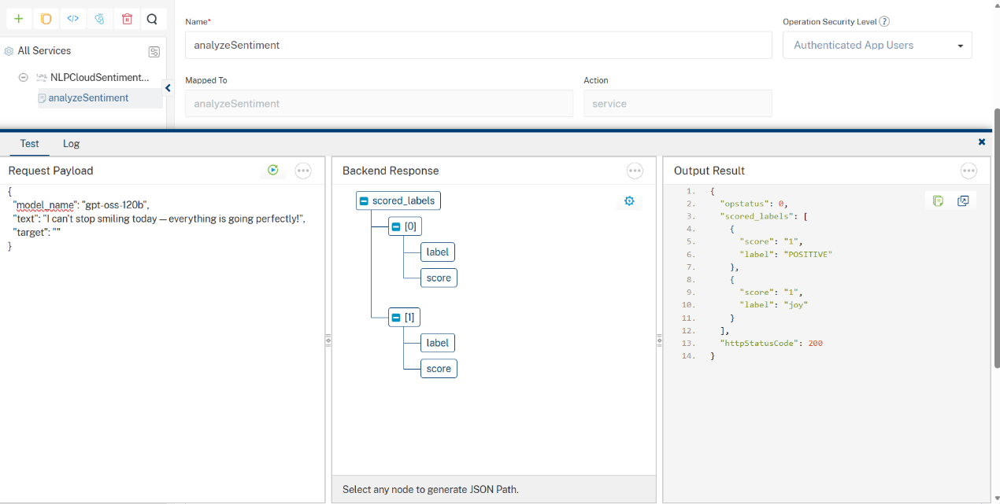 All Services
NLPCloudSentiment...
analyzeSentiment
Name*
analyzeSentiment
Operation Security Level ?
Authenticated App Users
Mapped To
analyzeSentiment
Action
service
Test
Log
Request Payload
{
"model_name": "gpt-oss-120b",
"text": "I can't stop smiling today — everything is going perfectly!",
"target": ""
}
Backend Response
scored_labels
[0]
label
score
[1]
label
score
Select any node to generate JSON Path.
Output Result
1. {
2. "opstatus": 0,
3. "scored_labels": [
4. {
5. "score": "1",
6. "label": "POSITIVE"
7. },
8. {
9. "score": "1",
10. "label": "joy"
11. }
12. ],
13. "httpStatusCode": 200
14. }